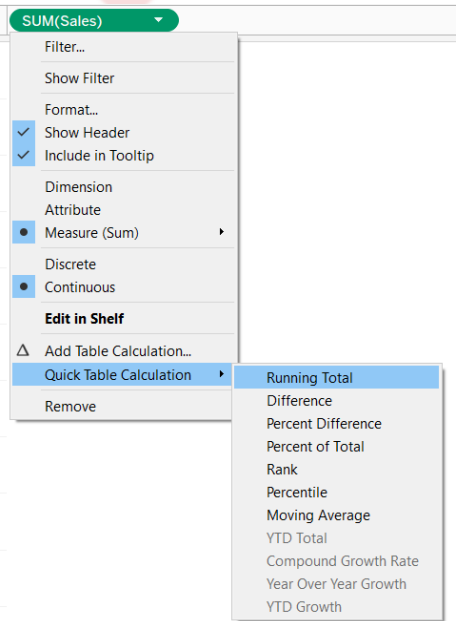 SUM(Sales)
Filter...
Show Filter
Format...
Show Header
Include in Tooltip
Dimension
Attribute
Measure (Sum)
Discrete
Continuous
Edit in Shelf
Add Table Calculation...
Quick Table Calculation
Remove
Running Total
Difference
Percent Difference
Percent of Total
Rank
Percentile
Moving Average
YTD Total
Compound Growth Rate
Year Over Year Growth
YTD Growth